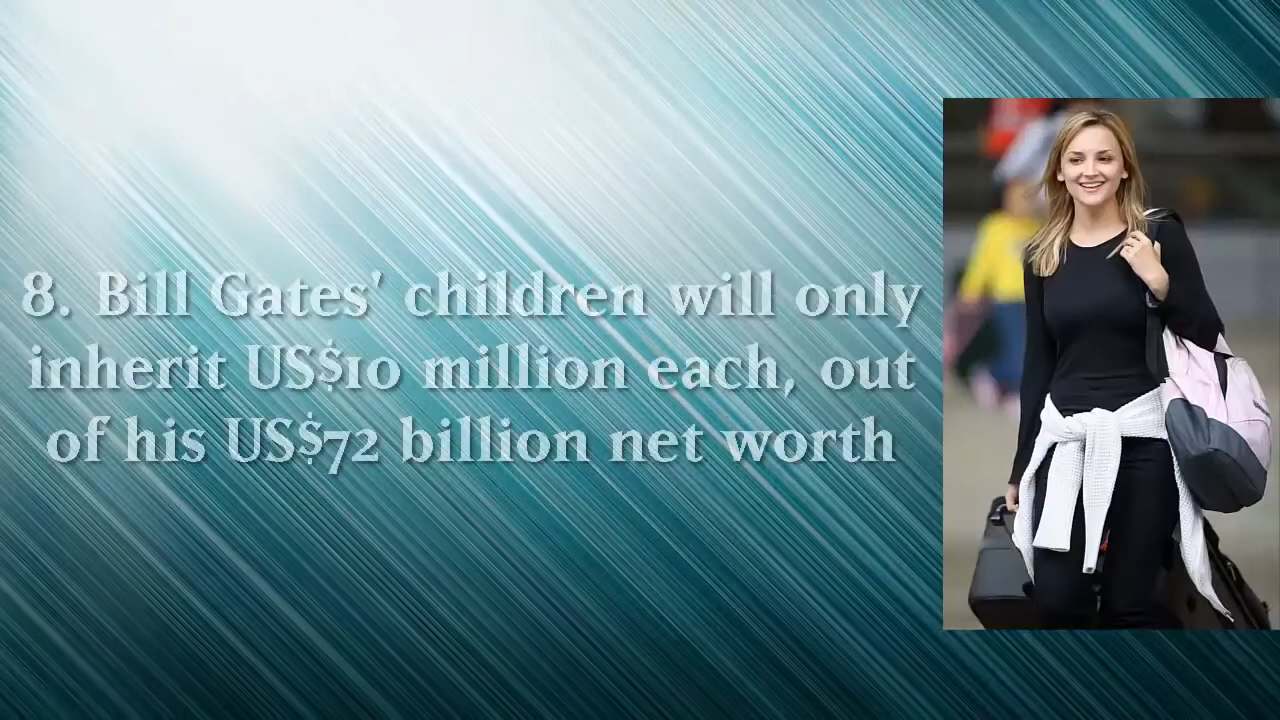 8. Bill Gates' children will only
inherit US$10 million each, out
of his US$72 billion net worth